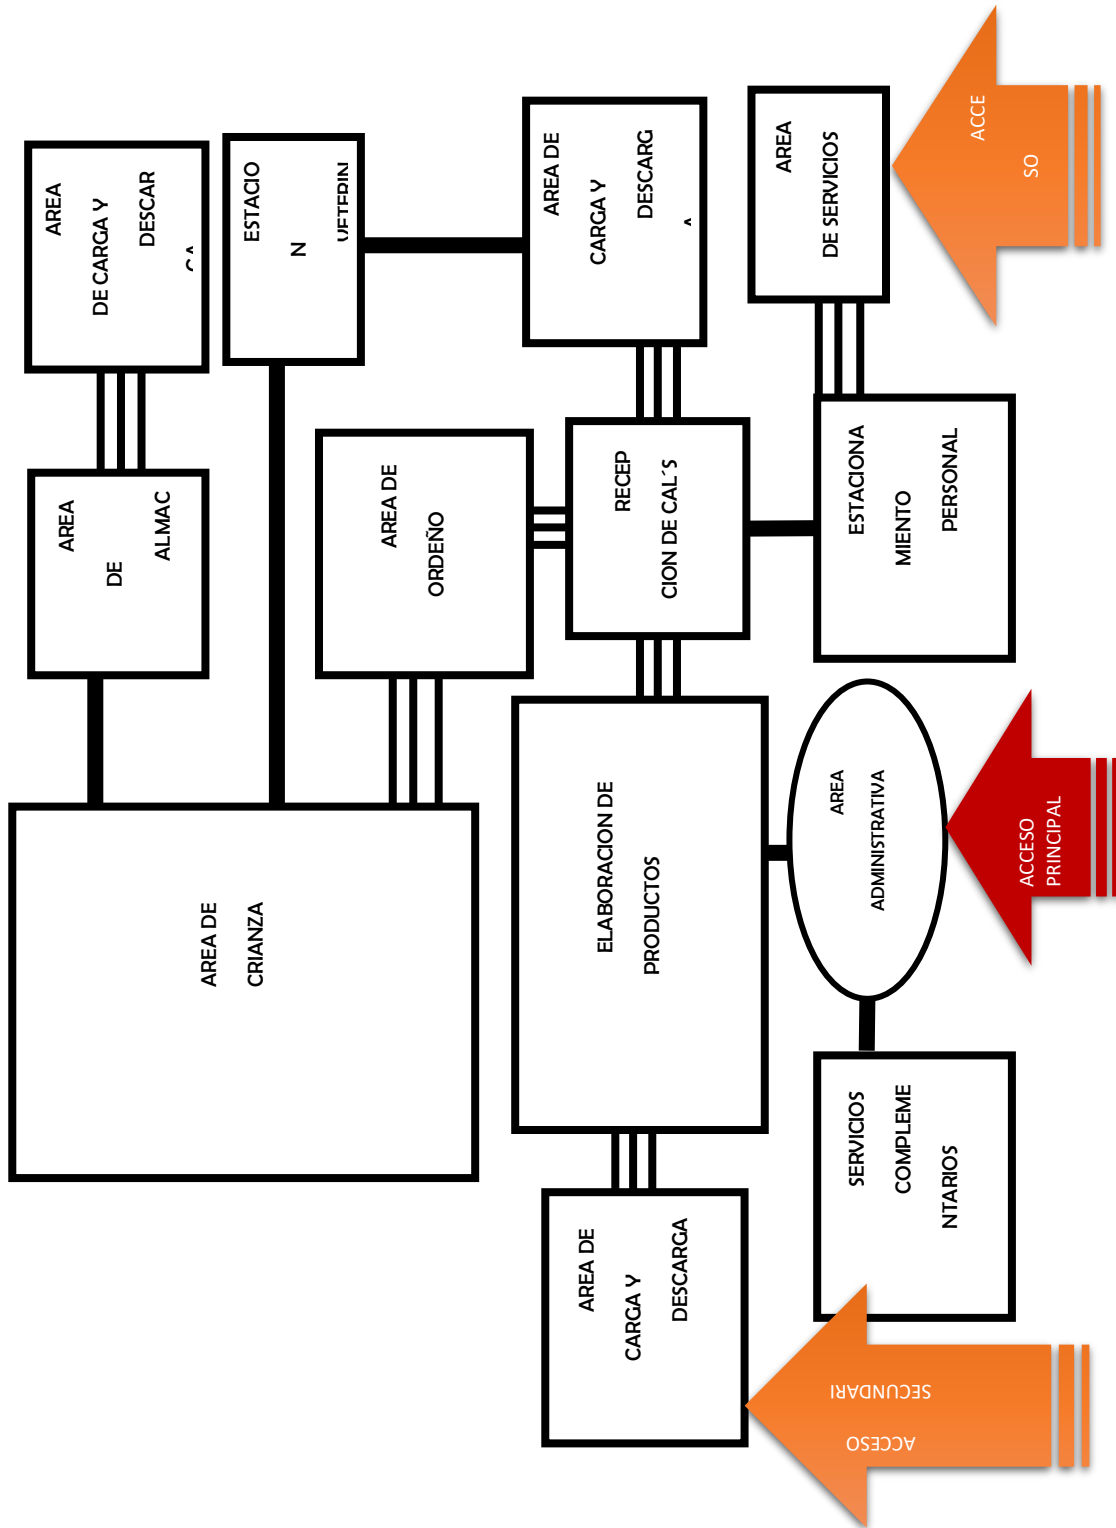 AREA
DE CARGA Y
DESCAR
GA
ESTACIO
N
VETERIN
AREA DE
CARGA Y
DESCARG
A
AREA
DE SERVICIOS
ACCE
SO
AREA
DE
ALMAC
AREA DE
ORDEÑO
RECEP
CION DE CAL´S
ESTACIONA
MIENTO
PERSONAL
AREA DE
CRIANZA
ELABORACION DE
PRODUCTOS
AREA
ADMINISTRATIVA
ACCESO
PRINCIPAL
AREA DE
CARGA Y
DESCARGA
SERVICIOS
COMPLEME
NTARIOS
ACCESO
SECUNDARI